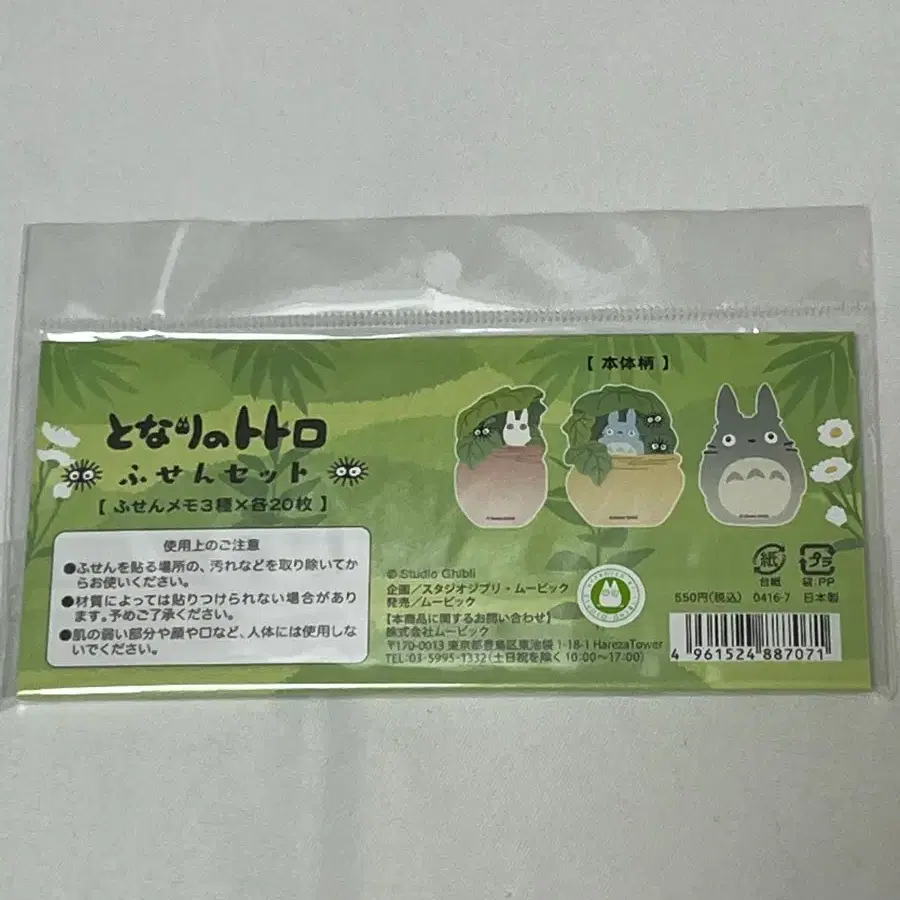 となりのトトロ
ふせんセット
【 ふせんメモ3種×各20枚 】
使用上のご注意
●ふせんを貼る場所の、汚れなどを取り除いてか
らお使いください。
●材質によっては貼りつけられない場合があり
ます。予めご了承ください。
●肌の弱い部分や顔や口など、人体には使用しな
いでください。
【 本体柄 】
© Studio Ghibli
企画／スタジオジブリ・ムービック
発売／ムービック
【本商品に関するお問い合わせ】
株式会社ムービック
〒170-0013 東京都豊島区東池袋 1-18-1 HarezaTower
TEL:03-5995-1332(土日祝を除く10:00〜17:00)
紙
台紙
プラ
袋:PP
550円(税込) 0416-7 日本製
4 961524 887071